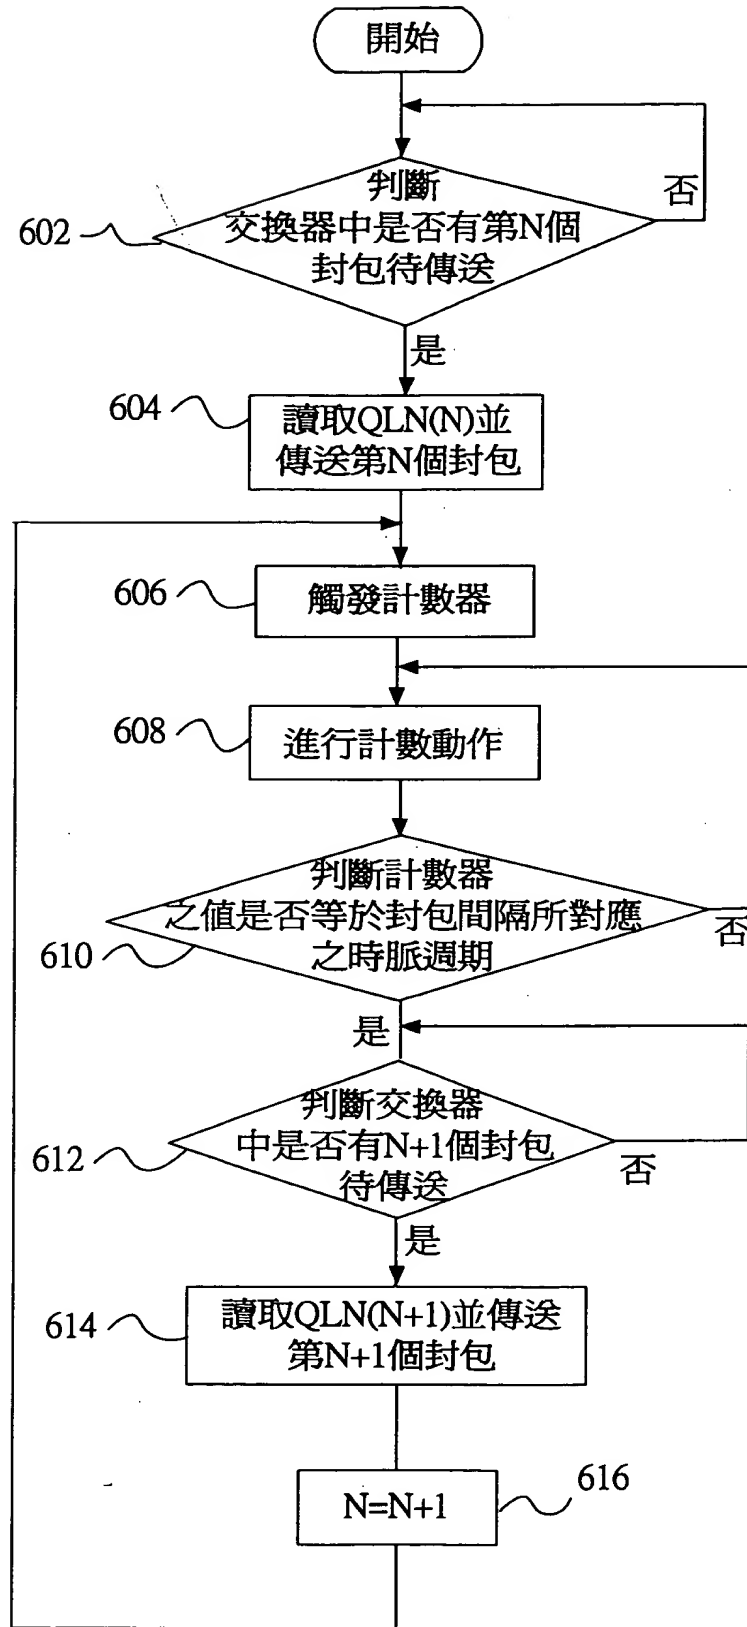 開始
判斷
交換器中是否有第N個
封包待傳送
否
602
是
604
讀取QLN(N)並
傳送第N個封包
606
觸發計數器
608
進行計數動作
判斷計數器
之值是否等於封包間隔所對應
之時脈週期
否
610
是
判斷交換器
中是否有N+1個封包
待傳送
否
612
是
614
讀取QLN(N+1)並傳送
第N+1個封包
616
N=N+1